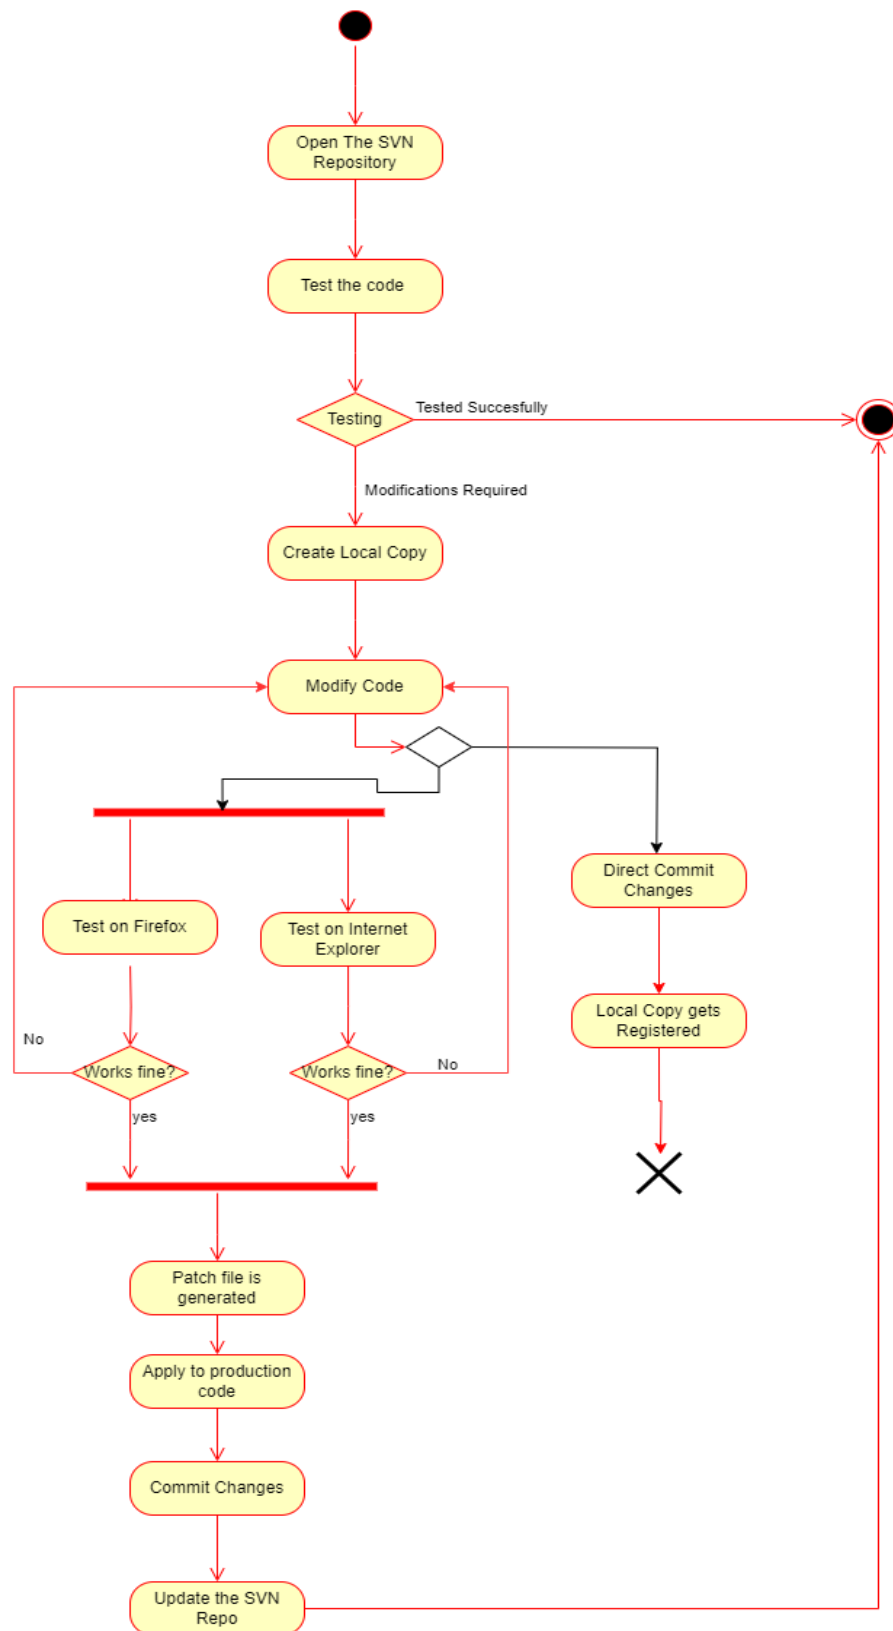 Open The SVN
Repository
Test the code
Testing
Tested Succesfully
Modifications Required
Create Local Copy
Modify Code
Direct Commit
Changes
Test on Firefox
Test on Internet
Explorer
Local Copy gets
Registered
No
Works fine?
Works fine?
No
yes
yes
Patch file is
generated
Apply to production
code
Commit Changes
Update the SVN
Repo